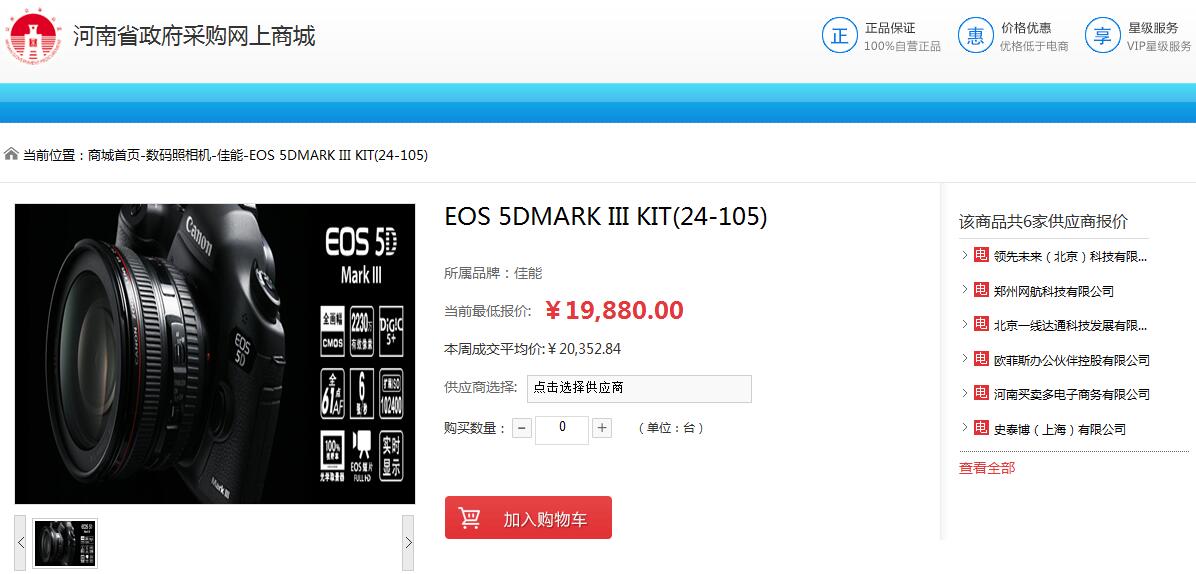 河南省政府采购网上商城
正
正品保证
100%自营正品
惠
价格优惠
优格低于电商
享
星级服务
VIP星级服务
当前位置：商城首页-数码照相机-佳能-EOS 5DMARK III KIT(24-105)
Canon
EOS 5D
Mark III
EOS 5D
全画幅 CMOS
2230万 有效像素
DIGIC 5+
全61点AF
6张/秒
扩展ISO 102400
100%
光学取景器
EOS短片 FULL HD
实时显示
Mark III
EOS 5DMARK III KIT(24-105)
所属品牌：佳能
当前最低报价: ￥19,880.00
本周成交平均价:￥20,352.84
供应商选择: 点击选择供应商
购买数量： − 0 + （单位：台）
加入购物车
该商品共6家供应商报价
电 领先未来（北京）科技有限...
电 郑州网航科技有限公司
电 北京一线达通科技发展有限...
电 欧菲斯办公伙伴控股有限公司
电 河南买卖多电子商务有限公司
电 史泰博（上海）有限公司
查看全部